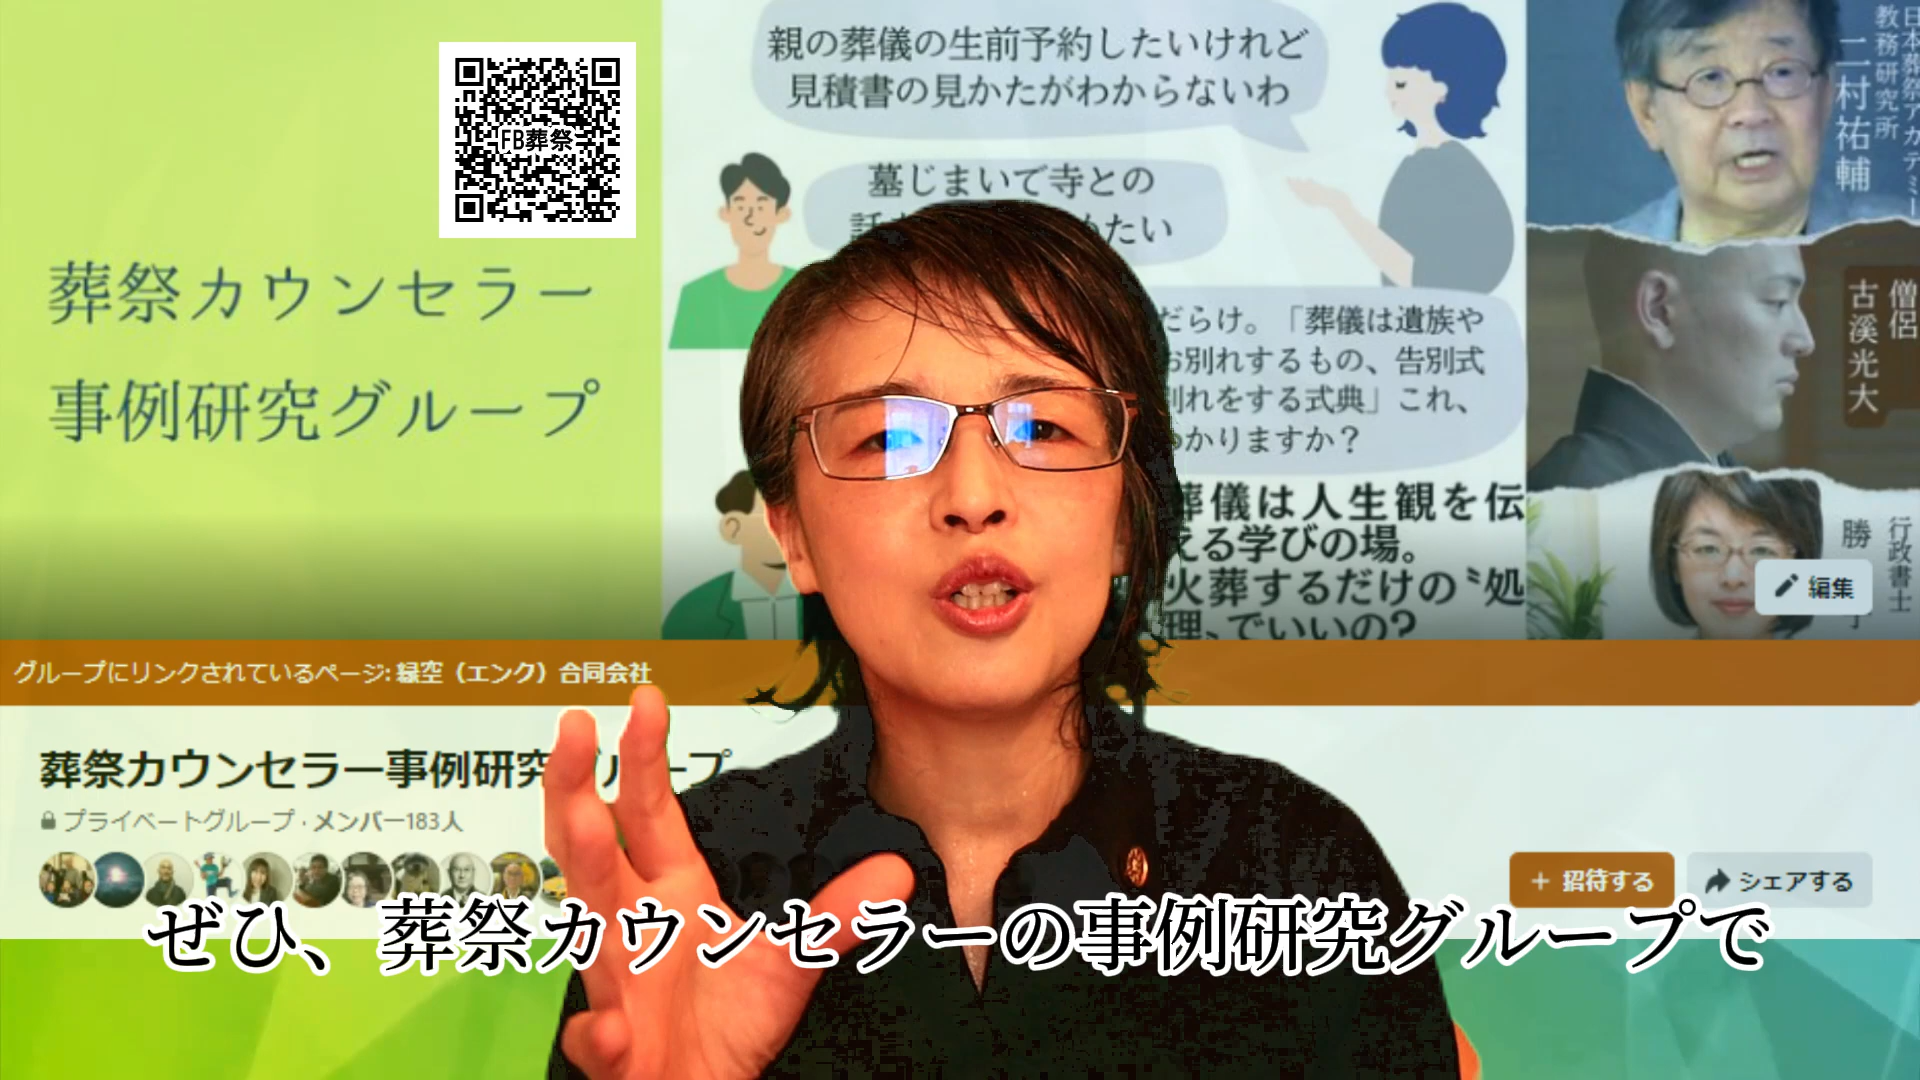 FB葬祭
葬祭カウンセラー
事例研究グループ
親の葬儀の生前予約したいけれど
見積書の見かたがわからないわ
墓じまいで寺との
たい
だらけ。「葬儀は遺族や
お別れするもの、告別式
別れをする式典」これ、
わかりますか？
葬儀は人生観を伝
える学びの場。
火葬するだけの〝処
理〟でいいの?
日本葬祭アカデミー
教務研究所
二村祐輔
僧侶
古溪光大
行政書士
勝
編集
グループにリンクされているページ: 縁空（エンク）合同会社
葬祭カウンセラー事例研究グループ
プライベートグループ · メンバー183人
+ 招待する
シェアする
ぜひ、葬祭カウンセラーの事例研究グループで